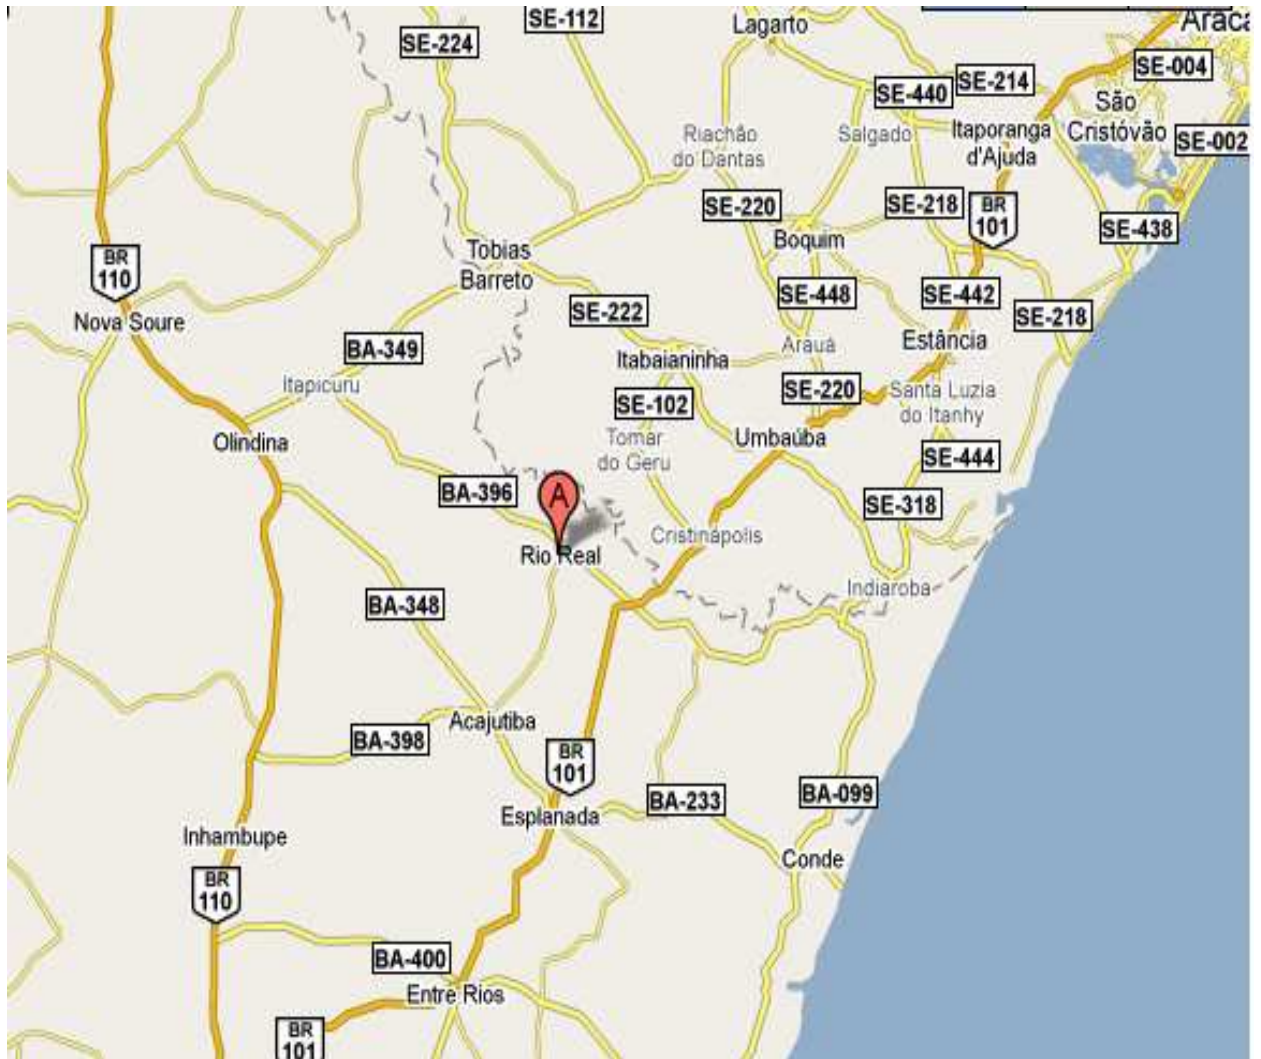 SE-112
Lagarto
Araca
SE-224
SE-004
SE-440
SE-214
São
Cristóvão
Riachão
do Dantas
Salgado
Itaporanga
d'Ajuda
SE-002
SE-220
SE-218
BR
101
SE-438
Boquim
Tobias
Barreto
BR
110
SE-448
SE-442
SE-222
SE-218
Nova Soure
BA-349
Arauá
Estância
Itabaianinha
Itapicuru
SE-102
SE-220
Santa Luzia
do Itanhy
Olindina
Tomar
do Geru
Umbaúba
SE-444
BA-396
A
SE-318
Rio Real
Cristinápolis
Indiaroba
BA-348
Acajutiba
BA-398
BR
101
BA-233
BA-099
Esplanada
Inhambupe
Conde
BR
110
BA-400
Entre Rios
BR
101